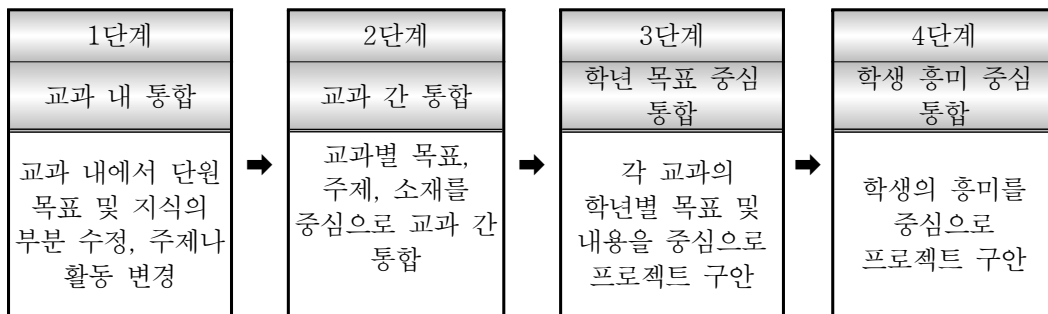 1단계
교과 내 통합
교과 내에서 단원
목표 및 지식의
부분 수정, 주제나
활동 변경
➡
2단계
교과 간 통합
교과별 목표,
주제, 소재를
중심으로 교과 간
통합
➡
3단계
학년 목표 중심
통합
각 교과의
학년별 목표 및
내용을 중심으로
프로젝트 구안
➡
4단계
학생 흥미 중심
통합
학생의 흥미를
중심으로
프로젝트 구안